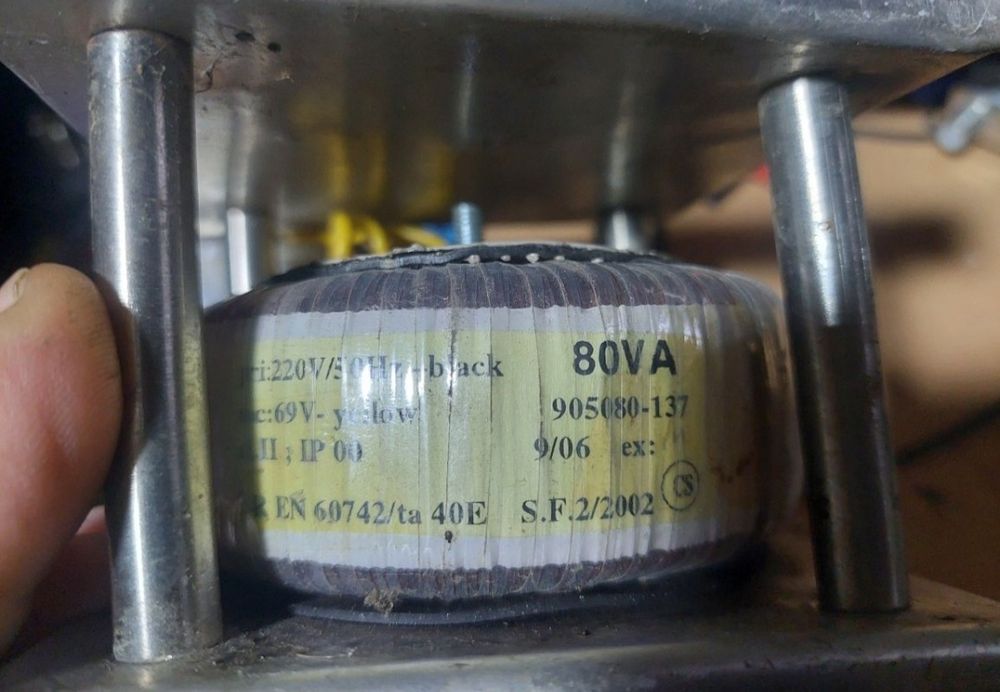 pri:220V/50Hz -black 80VA
sec:69V- yellow 905080-137
II ; IP 00 9/06 ex:
EN 60742/ta 40E S.F.2/2002 CS